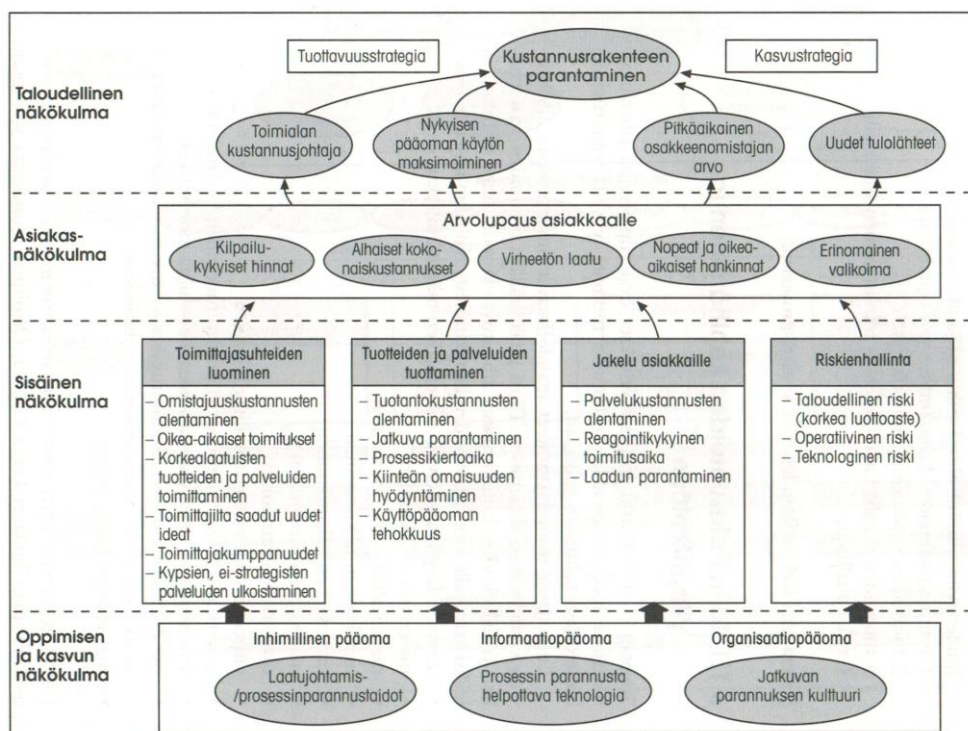 Tuottavuusstrategia
Kustannusrakenteen
parantaminen
Kasvustrategia
Taloudellinen
näkökulma
Toimialan
kustannusjohtaja
Nykyisen
pääoman käytön
maksimoiminen
Pitkäaikainen
osakkeenomistajan
arvo
Uudet tulolähteet
Asiakas-
näkökulma
Arvolupaus asiakkaalle
Kilpailu-
kykyiset hinnat
Alhaiset koko-
naiskustannukset
Virheetön laatu
Nopeat ja oikea-
aikaiset hankinnat
Erinomainen
valikoima
Sisäinen
näkökulma
Toimittajasuhteiden
luominen
– Omistajuuskustannusten
alentaminen
– Oikea-aikaiset toimitukset
– Korkealaatuisten
tuotteiden ja palveluiden
toimittaminen
– Toimittajilta saadut uudet
ideat
– Toimittajakumppanuudet
– Kypsien, ei-strategisten
palveluiden ulkoistaminen
Tuotteiden ja palveluiden
tuottaminen
– Tuotantokustannusten
alentaminen
– Jatkuva parantaminen
– Prosessikiertoaika
– Kiinteän omaisuuden
hyödyntäminen
– Käyttöpääoman
tehokkuus
Jakelu asiakkaille
– Palvelukustannusten
alentaminen
– Reagointikykyinen
toimitusaika
– Laadun parantaminen
Riskienhallinta
– Taloudellinen riski
(korkea luottoaste)
– Operatiivinen riski
– Teknologinen riski
Oppimisen
ja kasvun
näkökulma
Inhimillinen pääoma
Laatujohtamis-
/prosessinparannustaidot
Informaatiopääoma
Prosessin parannusta
helpottava teknologia
Organisaatiopääoma
Jatkuvan
parannuksen kulttuuri